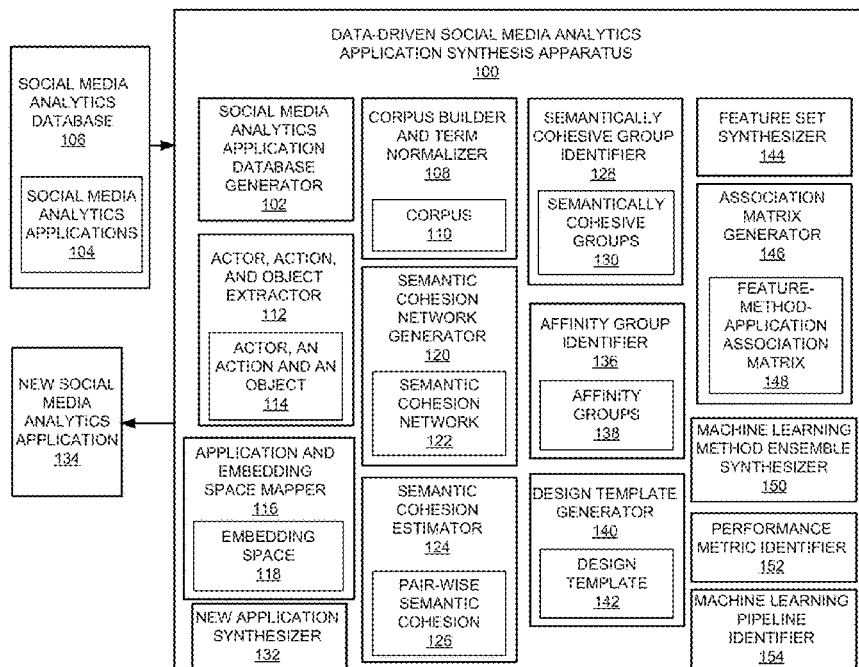 DATA-DRIVEN SOCIAL MEDIA ANALYTICS
APPLICATION SYNTHESIS APPARATUS
100
SOCIAL MEDIA
ANALYTICS
DATABASE
106
SOCIAL MEDIA
ANALYTICS
APPLICATIONS
104
NEW SOCIAL
MEDIA
ANALYTICS
APPLICATION
134
SOCIAL MEDIA
ANALYTICS
APPLICATION
DATABASE
GENERATOR
102
ACTOR, ACTION,
AND OBJECT
EXTRACTOR
112
ACTOR, AN
ACTION AND AN
OBJECT
114
APPLICATION AND
EMBEDDING
SPACE MAPPER
116
EMBEDDING
SPACE
118
NEW APPLICATION
SYNTHESIZER
132
CORPUS BUILDER
AND TERM
NORMALIZER
108
CORPUS
110
SEMANTIC
COHESION
NETWORK
GENERATOR
120
SEMANTIC
COHESION
NETWORK
122
SEMANTIC
COHESION
ESTIMATOR
124
PAIR-WISE
SEMANTIC
COHESION
126
SEMANTICALLY
COHESIVE GROUP
IDENTIFIER
128
SEMANTICALLY
COHESIVE
GROUPS
130
AFFINITY GROUP
IDENTIFIER
136
AFFINITY
GROUPS
138
DESIGN TEMPLATE
GENERATOR
140
DESIGN
TEMPLATE
142
FEATURE SET
SYNTHESIZER
144
ASSOCIATION
MATRIX
GENERATOR
146
FEATURE-
METHOD-
APPLICATION
ASSOCIATION
MATRIX
148
MACHINE LEARNING
METHOD ENSEMBLE
SYNTHESIZER
150
PERFORMANCE
METRIC IDENTIFIER
152
MACHINE LEARNING
PIPELINE
IDENTIFIER
154